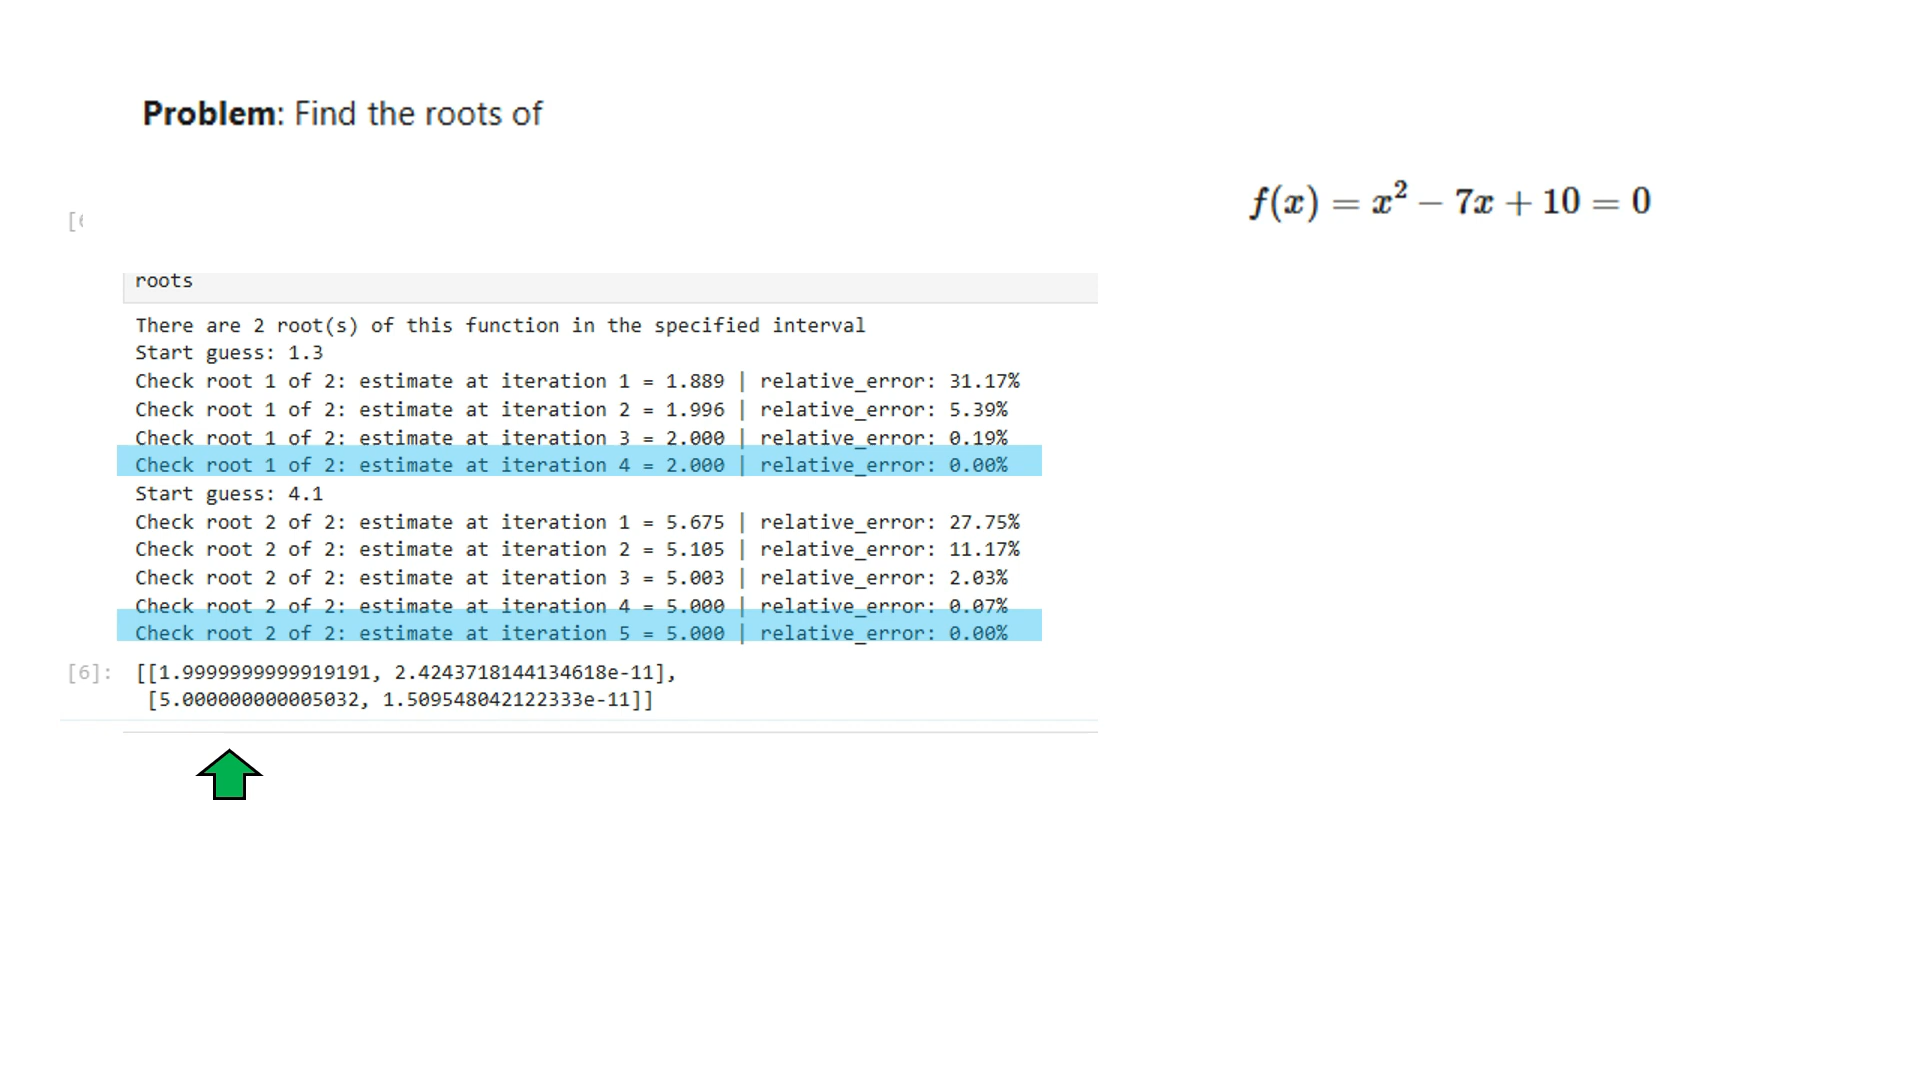 Problem: Find the roots of
f(x) = x² − 7x + 10 = 0
roots
There are 2 root(s) of this function in the specified interval
Start guess: 1.3
Check root 1 of 2: estimate at iteration 1 = 1.889 | relative_error: 31.17%
Check root 1 of 2: estimate at iteration 2 = 1.996 | relative_error: 5.39%
Check root 1 of 2: estimate at iteration 3 = 2.000 | relative_error: 0.19%
Check root 1 of 2: estimate at iteration 4 = 2.000 | relative_error: 0.00%
Start guess: 4.1
Check root 2 of 2: estimate at iteration 1 = 5.675 | relative_error: 27.75%
Check root 2 of 2: estimate at iteration 2 = 5.105 | relative_error: 11.17%
Check root 2 of 2: estimate at iteration 3 = 5.003 | relative_error: 2.03%
Check root 2 of 2: estimate at iteration 4 = 5.000 | relative_error: 0.07%
Check root 2 of 2: estimate at iteration 5 = 5.000 | relative_error: 0.00%
[6]: [[1.9999999999919191, 2.4243718144134618e-11],
[5.000000000005032, 1.509548042122333e-11]]